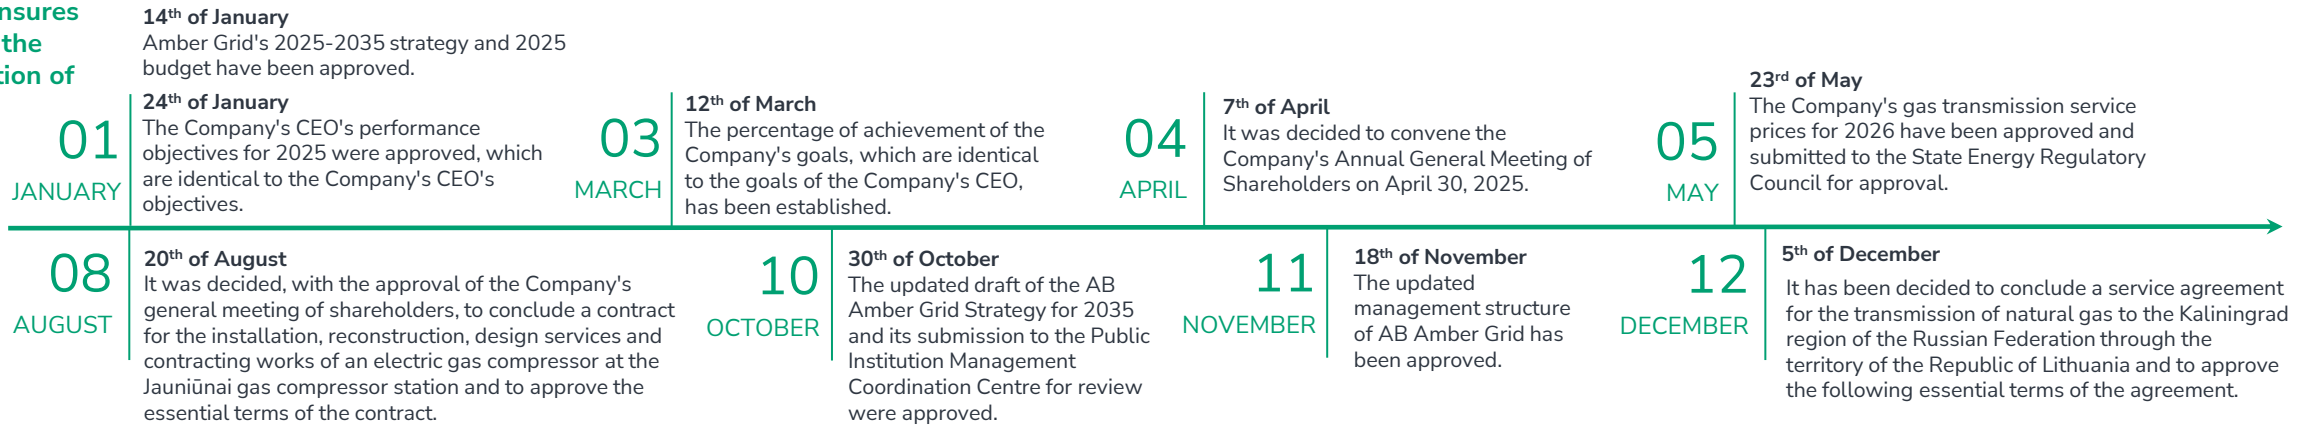 nsures
the
tion of
14th of January
Amber Grid's 2025-2035 strategy and 2025
budget have been approved.
01
JANUARY
24th of January
The Company's CEO's performance
objectives for 2025 were approved, which
are identical to the Company's CEO's
objectives.
03
MARCH
12th of March
The percentage of achievement of the
Company's goals, which are identical
to the goals of the Company's CEO,
has been established.
04
APRIL
7th of April
It was decided to convene the
Company's Annual General Meeting of
Shareholders on April 30, 2025.
05
MAY
23rd of May
The Company's gas transmission service
prices for 2026 have been approved and
submitted to the State Energy Regulatory
Council for approval.
08
AUGUST
20th of August
It was decided, with the approval of the Company's
general meeting of shareholders, to conclude a contract
for the installation, reconstruction, design services and
contracting works of an electric gas compressor at the
Jauniūnai gas compressor station and to approve the
essential terms of the contract.
10
OCTOBER
30th of October
The updated draft of the AB
Amber Grid Strategy for 2035
and its submission to the Public
Institution Management
Coordination Centre for review
were approved.
11
NOVEMBER
18th of November
The updated
management structure
of AB Amber Grid has
been approved.
12
DECEMBER
5th of December
It has been decided to conclude a service agreement
for the transmission of natural gas to the Kaliningrad
region of the Russian Federation through the
territory of the Republic of Lithuania and to approve
the following essential terms of the agreement.